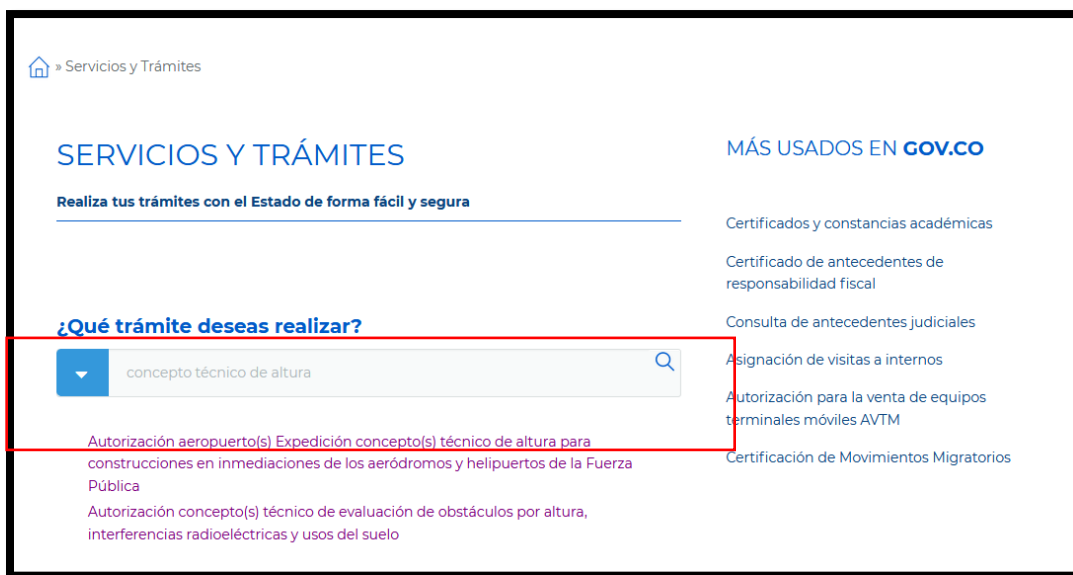 » Servicios y Trámites
SERVICIOS Y TRÁMITES
Realiza tus trámites con el Estado de forma fácil y segura
¿Qué trámite deseas realizar?
concepto técnico de altura
Autorización aeropuerto(s) Expedición concepto(s) técnico de altura para
construcciones en inmediaciones de los aeródromos y helipuertos de la Fuerza
Pública
Autorización concepto(s) técnico de evaluación de obstáculos por altura,
interferencias radioeléctricas y usos del suelo
MÁS USADOS EN GOV.CO
Certificados y constancias académicas
Certificado de antecedentes de
responsabilidad fiscal
Consulta de antecedentes judiciales
Asignación de visitas a internos
Autorización para la venta de equipos
terminales móviles AVTM
Certificación de Movimientos Migratorios